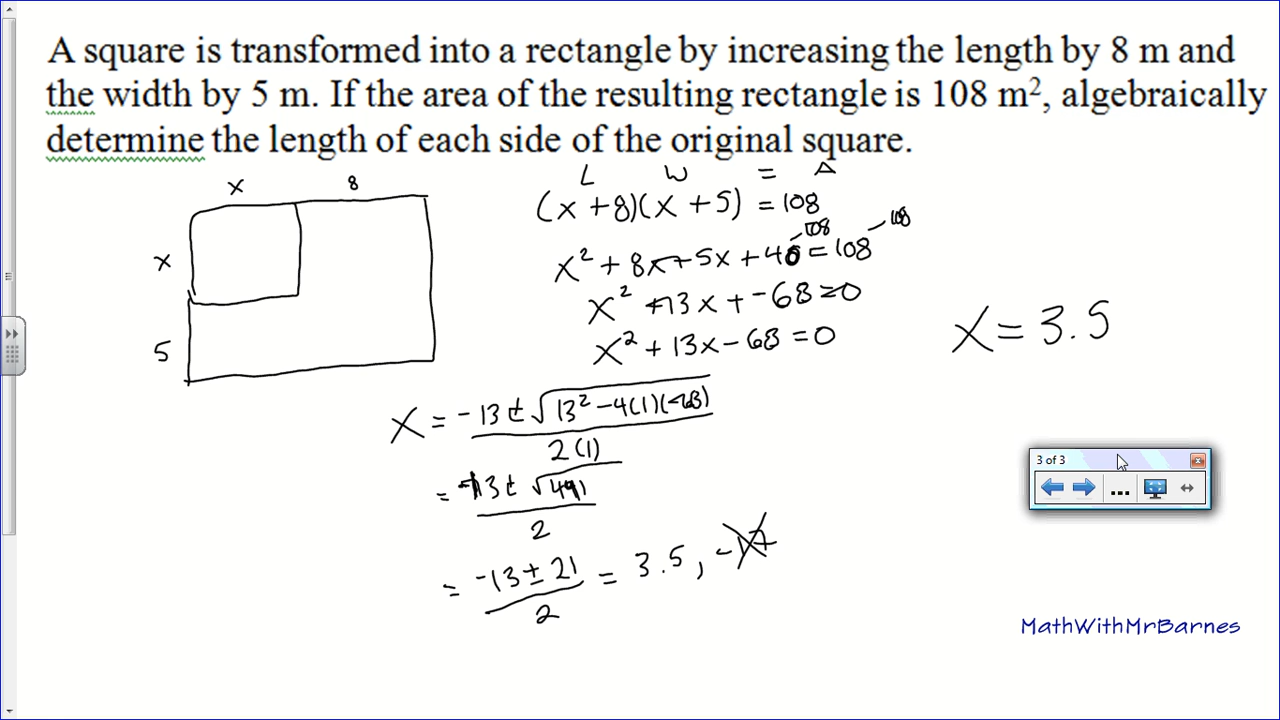 A square is transformed into a rectangle by increasing the length by 8 m and
the width by 5 m. If the area of the resulting rectangle is 108 m², algebraically
determine the length of each side of the original square.
x 8
x
5
L W = A
(x + 8)(x + 5) = 108
-108 -108
x² + 8x + 5x + 40 = 108
x² + 13x + -68 = 0
x² + 13x - 68 = 0
x = 3.5
x = -13 ± √13² - 4(1)(-68)
2(1)
= -13 ± √441
2
= -13 ± 21 = 3.5, -17
2
3 of 3
...
MathWithMrBarnes